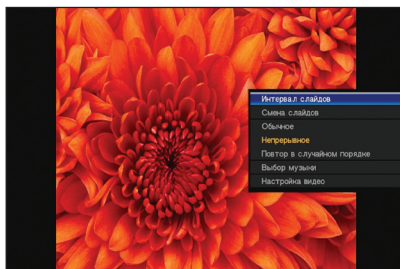 Интервал слайдов
Смена слайдов
Обычное
Непрерывное
Повтор в случайном порядке
Выбор музыки
Настройка видео